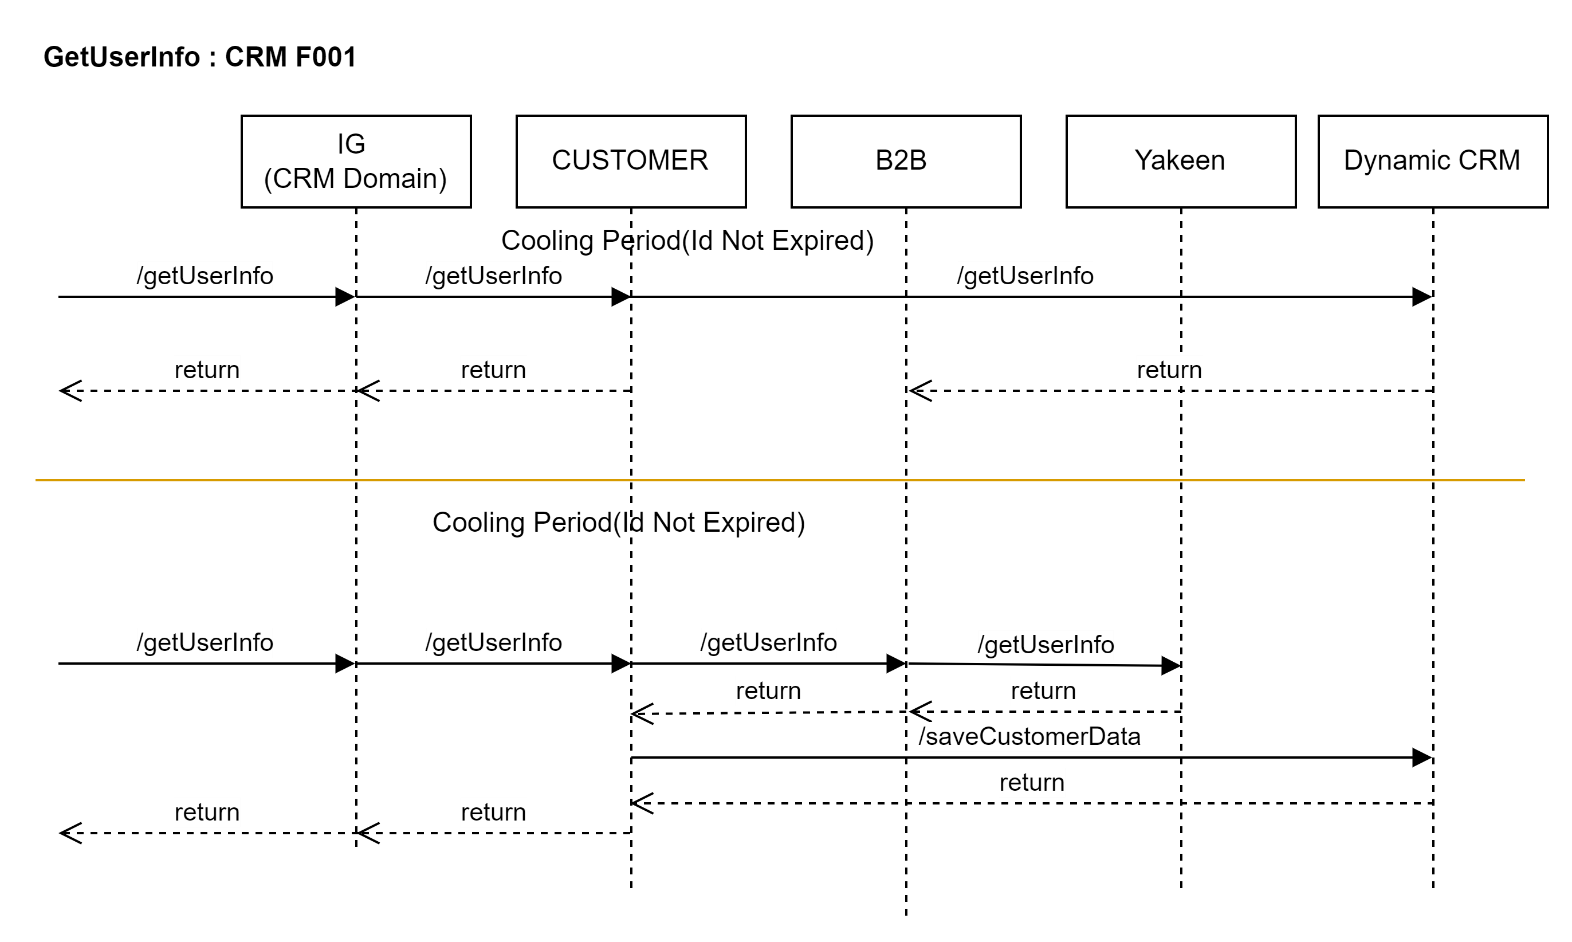 GetUserInfo : CRM F001
IG
(CRM Domain)
CUSTOMER
B2B
Yakeen
Dynamic CRM
Cooling Period(Id Not Expired)
/getUserInfo
/getUserInfo
/getUserInfo
return
return
return
Cooling Period(Id Not Expired)
/getUserInfo
/getUserInfo
/getUserInfo
/getUserInfo
return
return
/saveCustomerData
return
return
return